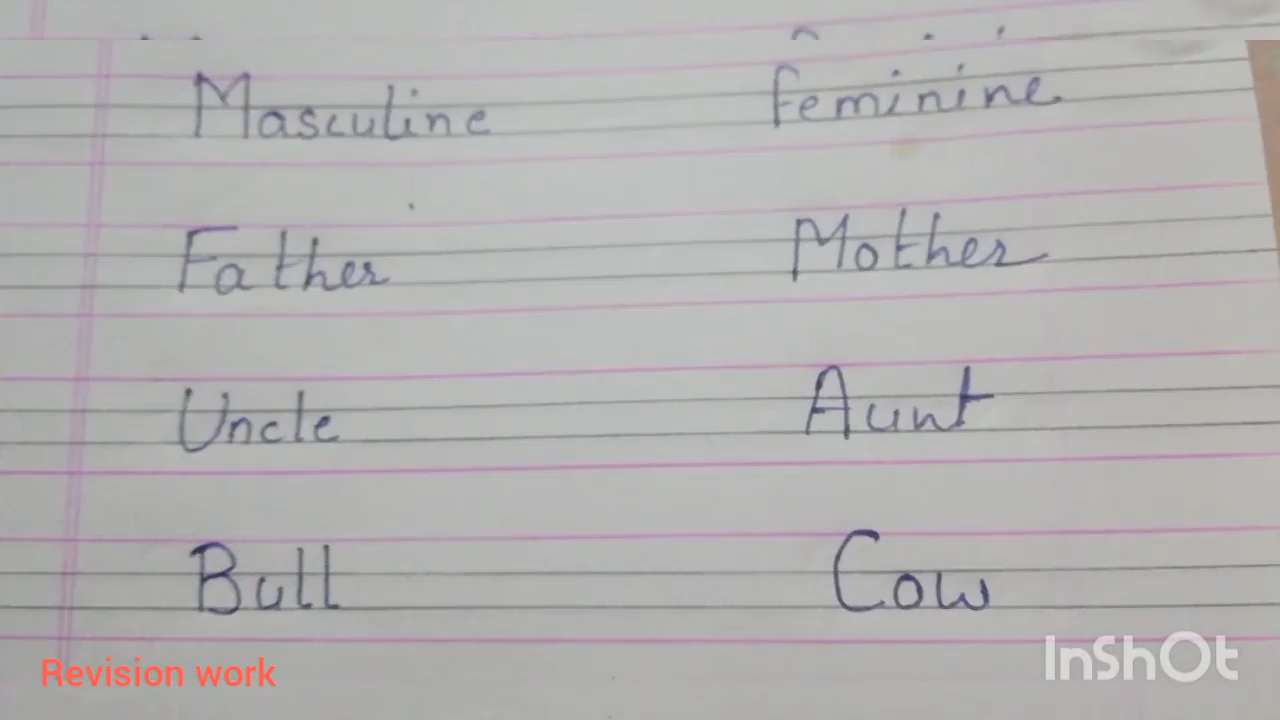 Masculine feminine
Father Mother
Uncle Aunt
Bull Cow
Revision work
InShOt